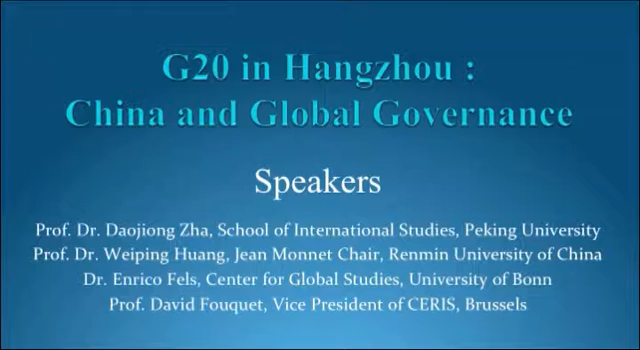 G20 in Hangzhou :
China and Global Governance
Speakers
Prof. Dr. Daojiong Zha, School of International Studies, Peking University
Prof. Dr. Weiping Huang, Jean Monnet Chair, Renmin University of China
Dr. Enrico Fels, Center for Global Studies, University of Bonn
Prof. David Fouquet, Vice President of CERIS, Brussels